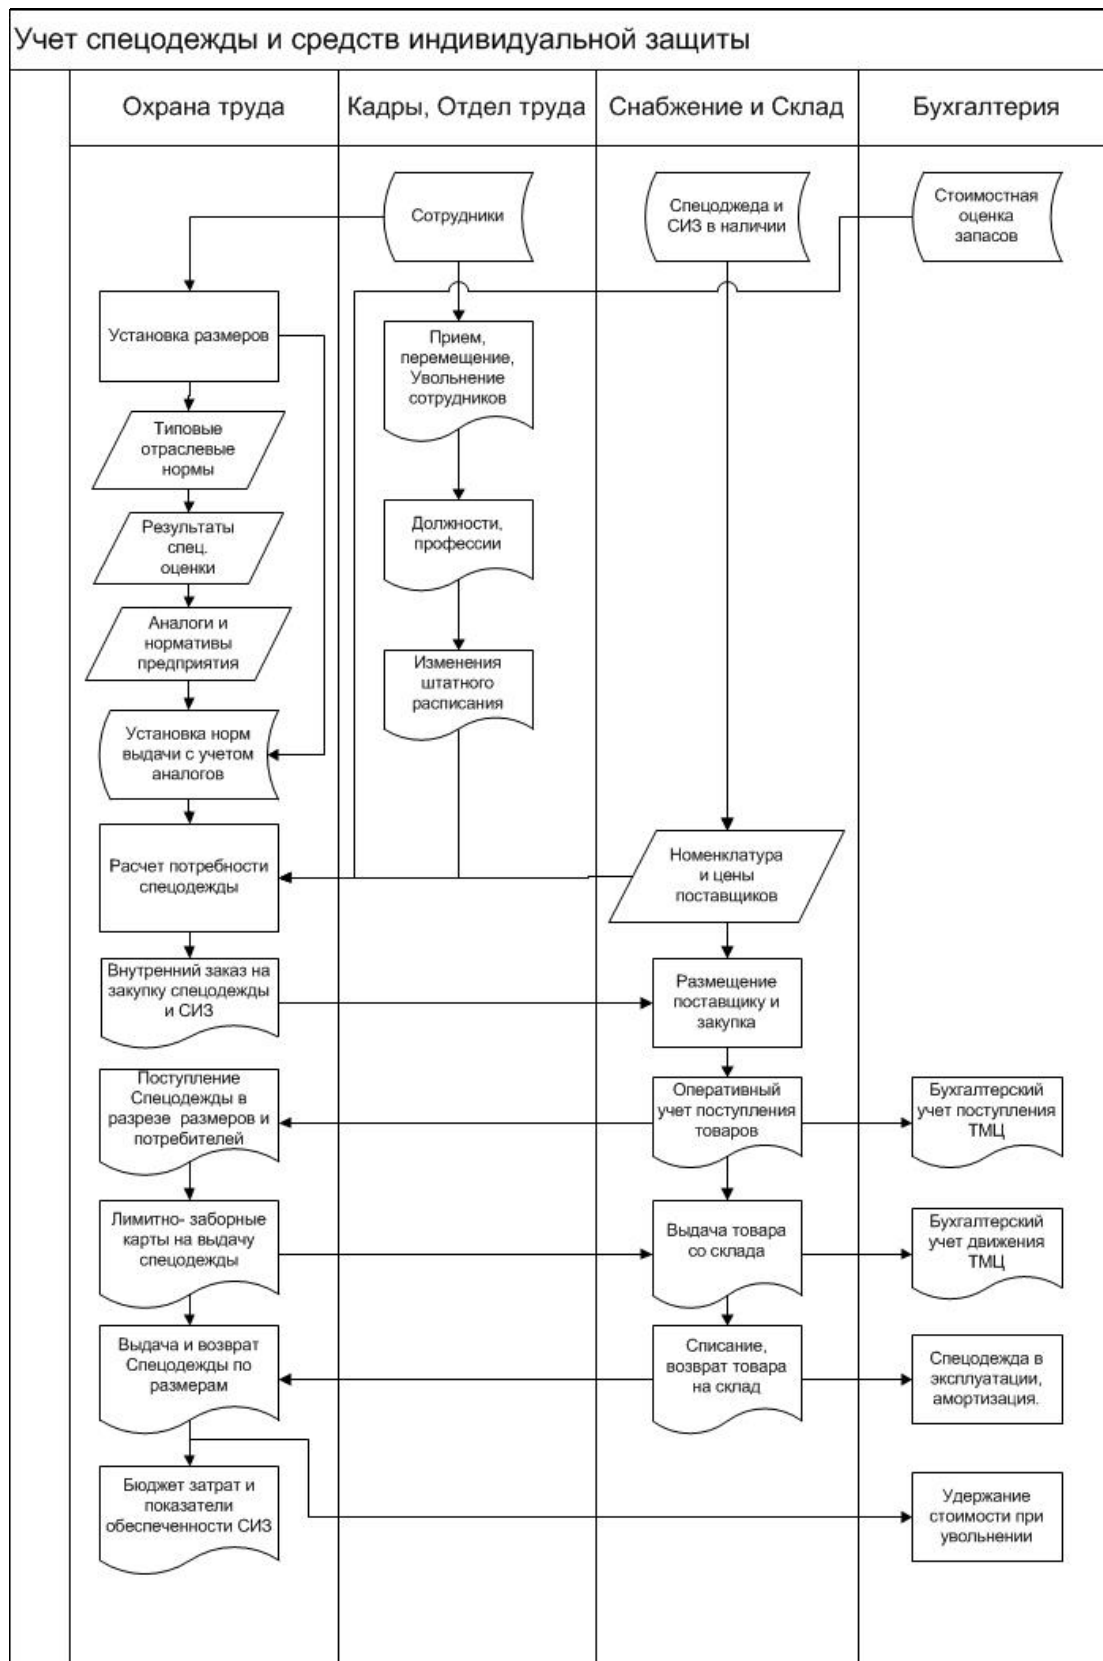 Учет спецодежды и средств индивидуальной защиты
Охрана труда
Кадры, Отдел труда
Снабжение и Склад
Бухгалтерия
Сотрудники
Спецоджеда и
СИЗ в наличии
Стоимостная
оценка
запасов
Установка размеров
Прием,
перемещение,
Увольнение
сотрудников
Типовые
отраслевые
нормы
Должности,
профессии
Результаты
спец.
оценки
Аналоги и
нормативы
предприятия
Изменения
штатного
расписания
Установка норм
выдачи с учетом
аналогов
Расчет потребности
спецодежды
Номенклатура
и цены
поставщиков
Внутренний заказ на
закупку спецодежды
и СИЗ
Размещение
поставщику и
закупка
Поступление
Спецодежды в
разрезе размеров и
потребителей
Оперативный
учет поступления
товаров
Бухгалтерский
учет поступления
ТМЦ
Лимитно- заборные
карты на выдачу
спецодежды
Выдача товара
со склада
Бухгалтерский
учет движения
ТМЦ
Выдача и возврат
Спецодежды по
размерам
Списание,
возврат товара
на склад
Спецодежда в
эксплуатации,
амортизация.
Бюджет затрат и
показатели
обеспеченности СИЗ
Удержание
стоимости при
увольнении